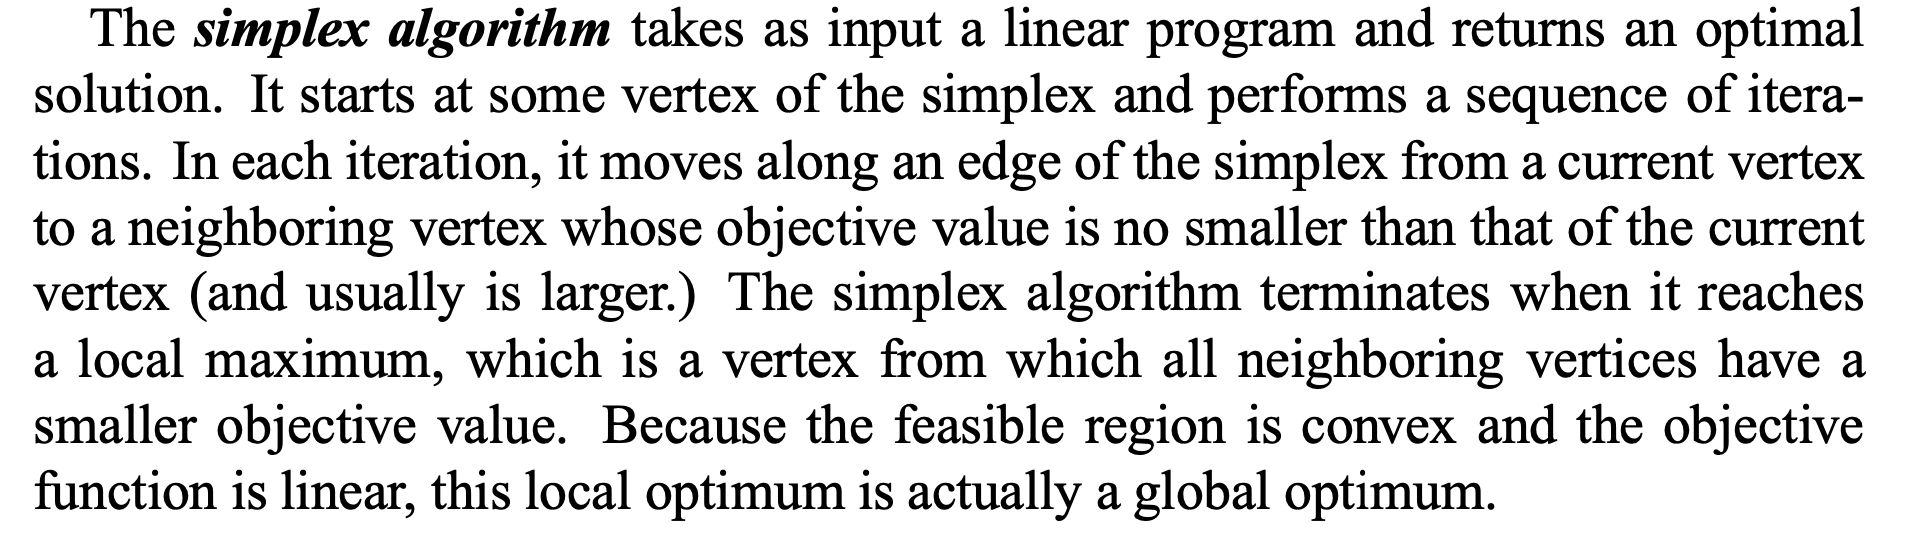 The simplex algorithm takes as input a linear program and returns an optimal
solution. It starts at some vertex of the simplex and performs a sequence of itera-
tions. In each iteration, it moves along an edge of the simplex from a current vertex
to a neighboring vertex whose objective value is no smaller than that of the current
vertex (and usually is larger.) The simplex algorithm terminates when it reaches
a local maximum, which is a vertex from which all neighboring vertices have a
smaller objective value. Because the feasible region is convex and the objective
function is linear, this local optimum is actually a global optimum.